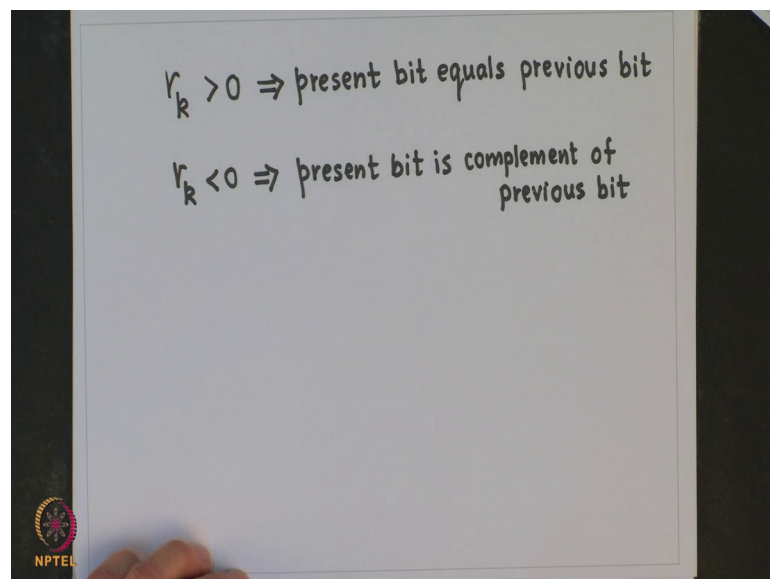 r_k > 0 ⇒ present bit equals previous bit
r_k < 0 ⇒ present bit is complement of
previous bit
NPTEL